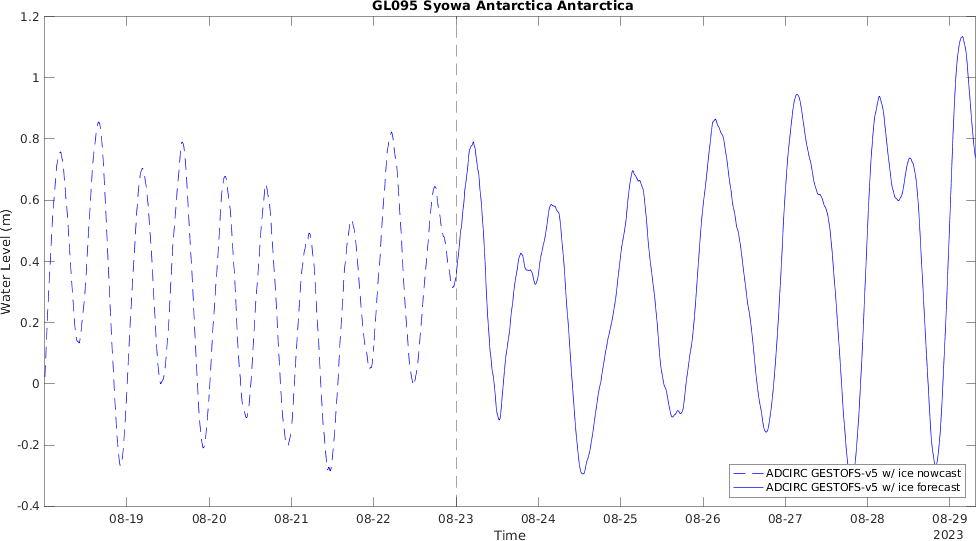 GL095 Syowa Antarctica Antarctica
1.2
1
0.8
0.6
0.4
0.2
0
-0.2
-0.4
Water Level (m)
ADCIRC GESTOFS-v5 w/ ice nowcast
ADCIRC GESTOFS-v5 w/ ice forecast
08-19 08-20 08-21 08-22 08-23 08-24 08-25 08-26 08-27 08-28 08-29
Time 2023